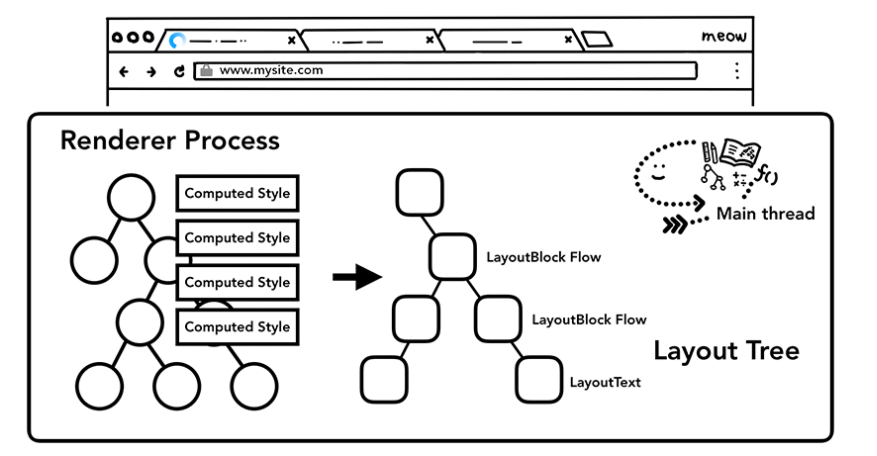 meow
www.mysite.com
Renderer Process
Computed Style
Computed Style
Computed Style
Computed Style
LayoutBlock Flow
LayoutBlock Flow
LayoutText
f()
Main thread
Layout Tree